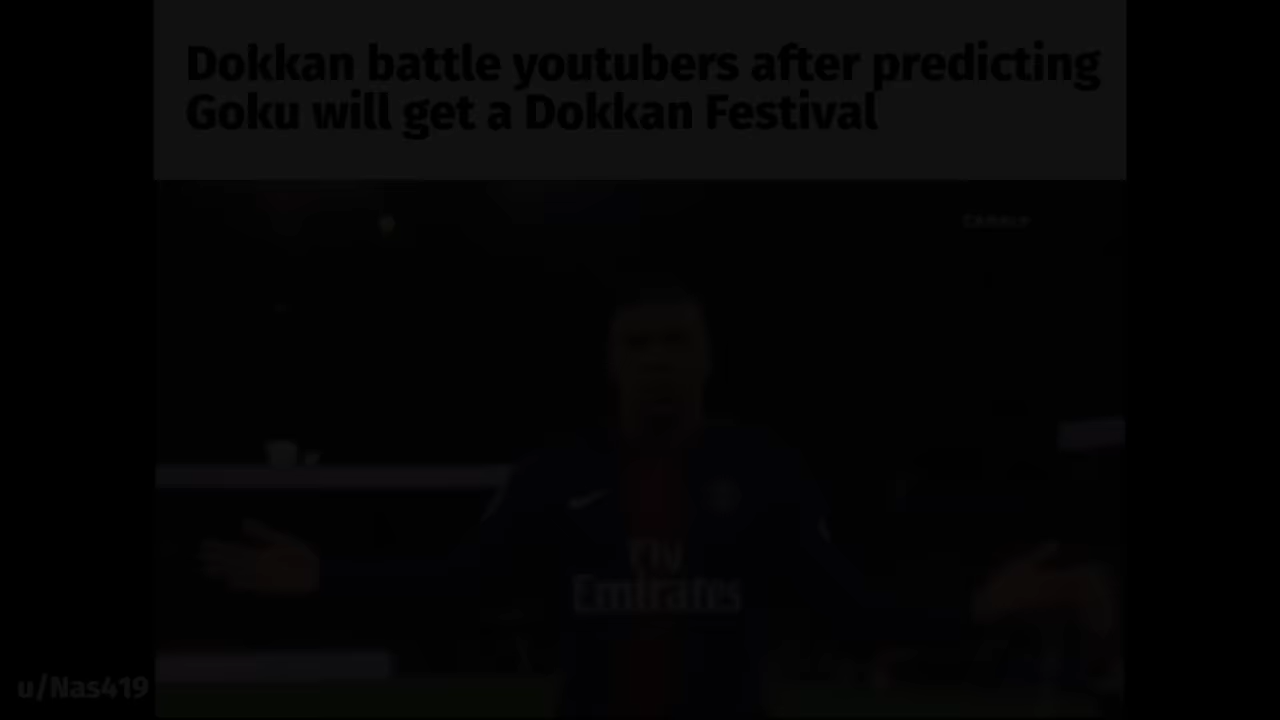 Dokkan battle youtubers after predicting
Goku will get a Dokkan Festival
Fly
Emirates
u/Nas419